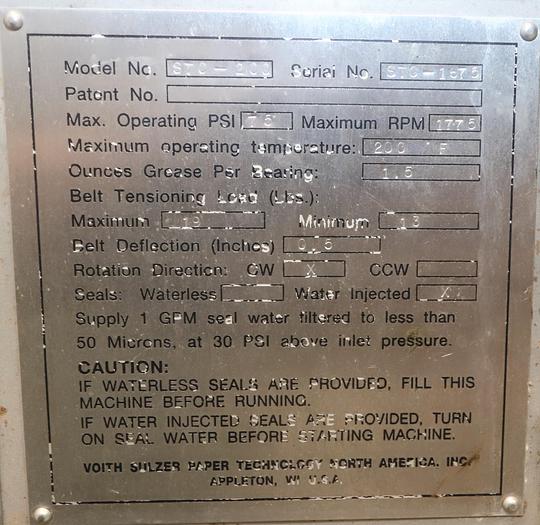 Model No. STC-200 Serial No. STC-1575
Patent No.
Max. Operating PSI 75 Maximum RPM 1775
Maximum operating temperature: 200 °F
Ounces Grease Per Bearing: 1.5
Belt Tensioning Load (Lbs.):
Maximum 19 Minimum 13
Belt Deflection (Inches) 0.5
Rotation Direction: CW X CCW
Seals: Waterless Water Injected X
Supply 1 GPM seal water filtered to less than
50 Microns, at 30 PSI above inlet pressure.
CAUTION:
IF WATERLESS SEALS ARE PROVIDED, FILL THIS
MACHINE BEFORE RUNNING.
IF WATER INJECTED SEALS ARE PROVIDED, TURN
ON SEAL WATER BEFORE STARTING MACHINE.
VOITH SULZER PAPER TECHNOLOGY NORTH AMERICA, INC.
APPLETON, WI U.S.A.